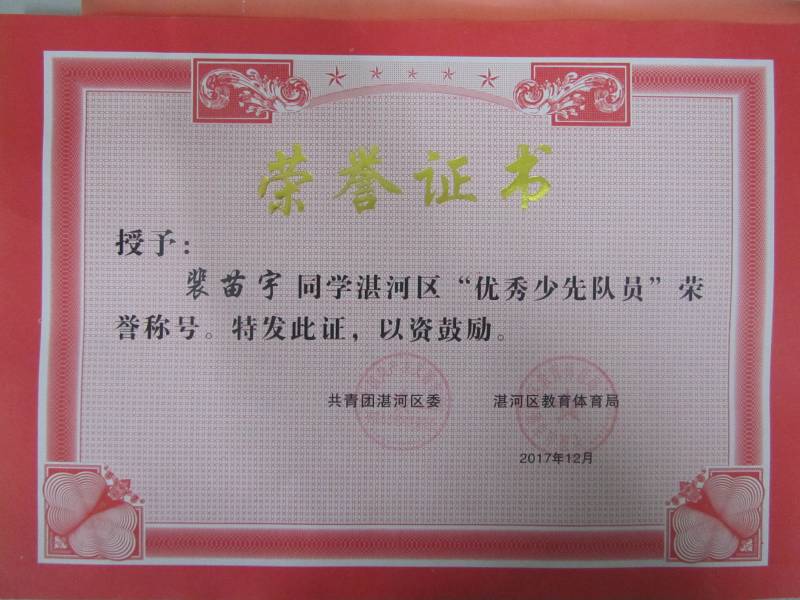 荣誉证书
授予：
裴苗宇 同学湛河区“优秀少先队员”荣
誉称号。特发此证，以资鼓励。
共青团湛河区委 湛河区教育体育局
2017年12月